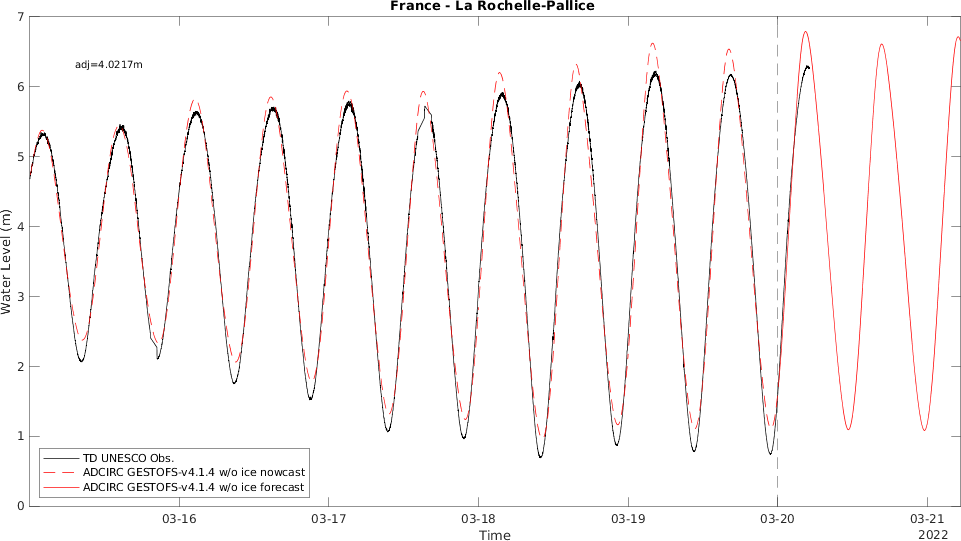 France - La Rochelle-Pallice
adj=4.0217m
7
6
5
4
3
2
1
0
Water Level (m)
TD UNESCO Obs.
ADCIRC GESTOFS-v4.1.4 w/o ice nowcast
ADCIRC GESTOFS-v4.1.4 w/o ice forecast
03-16 03-17 03-18 03-19 03-20 03-21
Time
2022